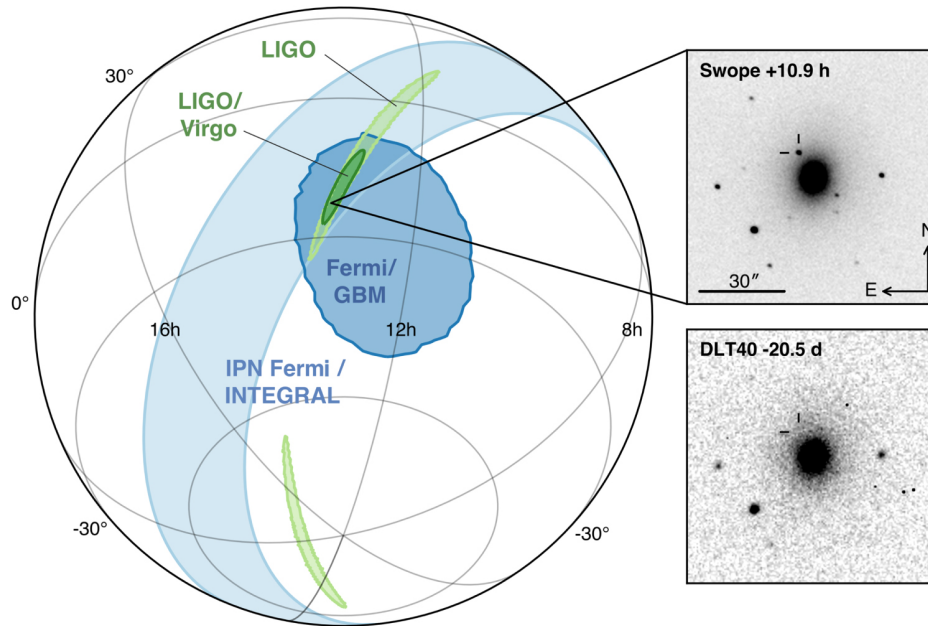 LIGO
LIGO/
Virgo
30°
0°
16h
12h
8h
Fermi/
GBM
IPN Fermi /
INTEGRAL
-30°
-30°
Swope +10.9 h
30″
N
E
DLT40 -20.5 d